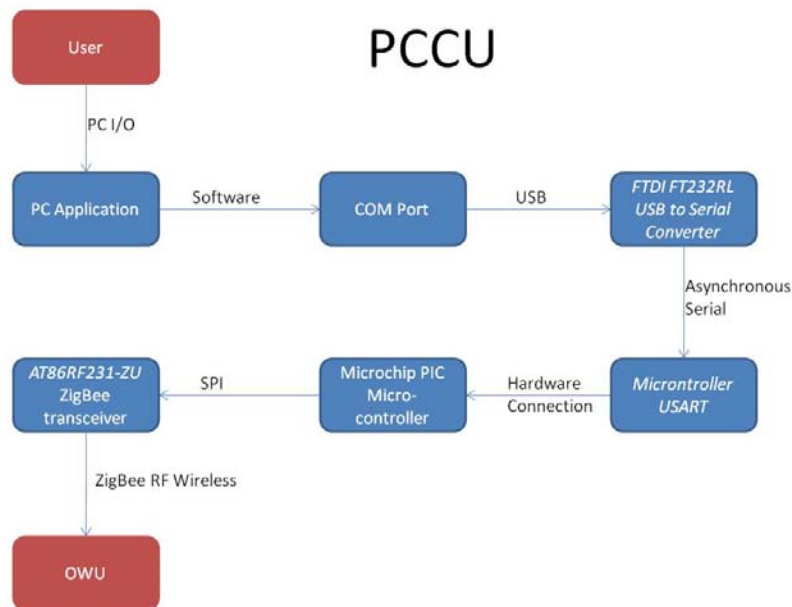 User
PCCU
PC I/O
PC Application
Software
COM Port
USB
FTDI FT232RL
USB to Serial
Converter
Asynchronous
Serial
Microntroller
USART
Hardware
Connection
Microchip PIC
Micro-
controller
SPI
AT86RF231-ZU
ZigBee
transceiver
ZigBee RF Wireless
OWU